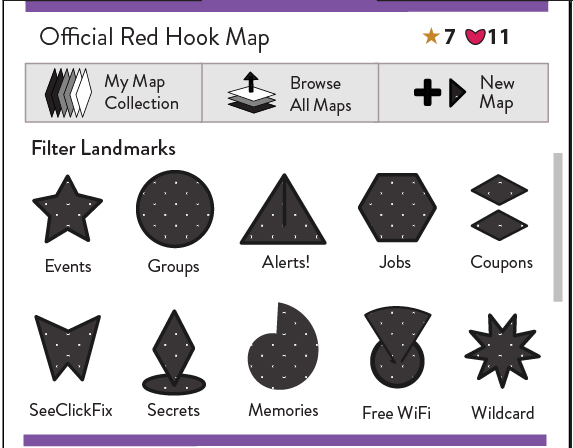 Official Red Hook Map
7 11
My Map
Collection
Browse
All Maps
New
Map
Filter Landmarks
Events Groups Alerts! Jobs Coupons
SeeClickFix Secrets Memories Free WiFi Wildcard